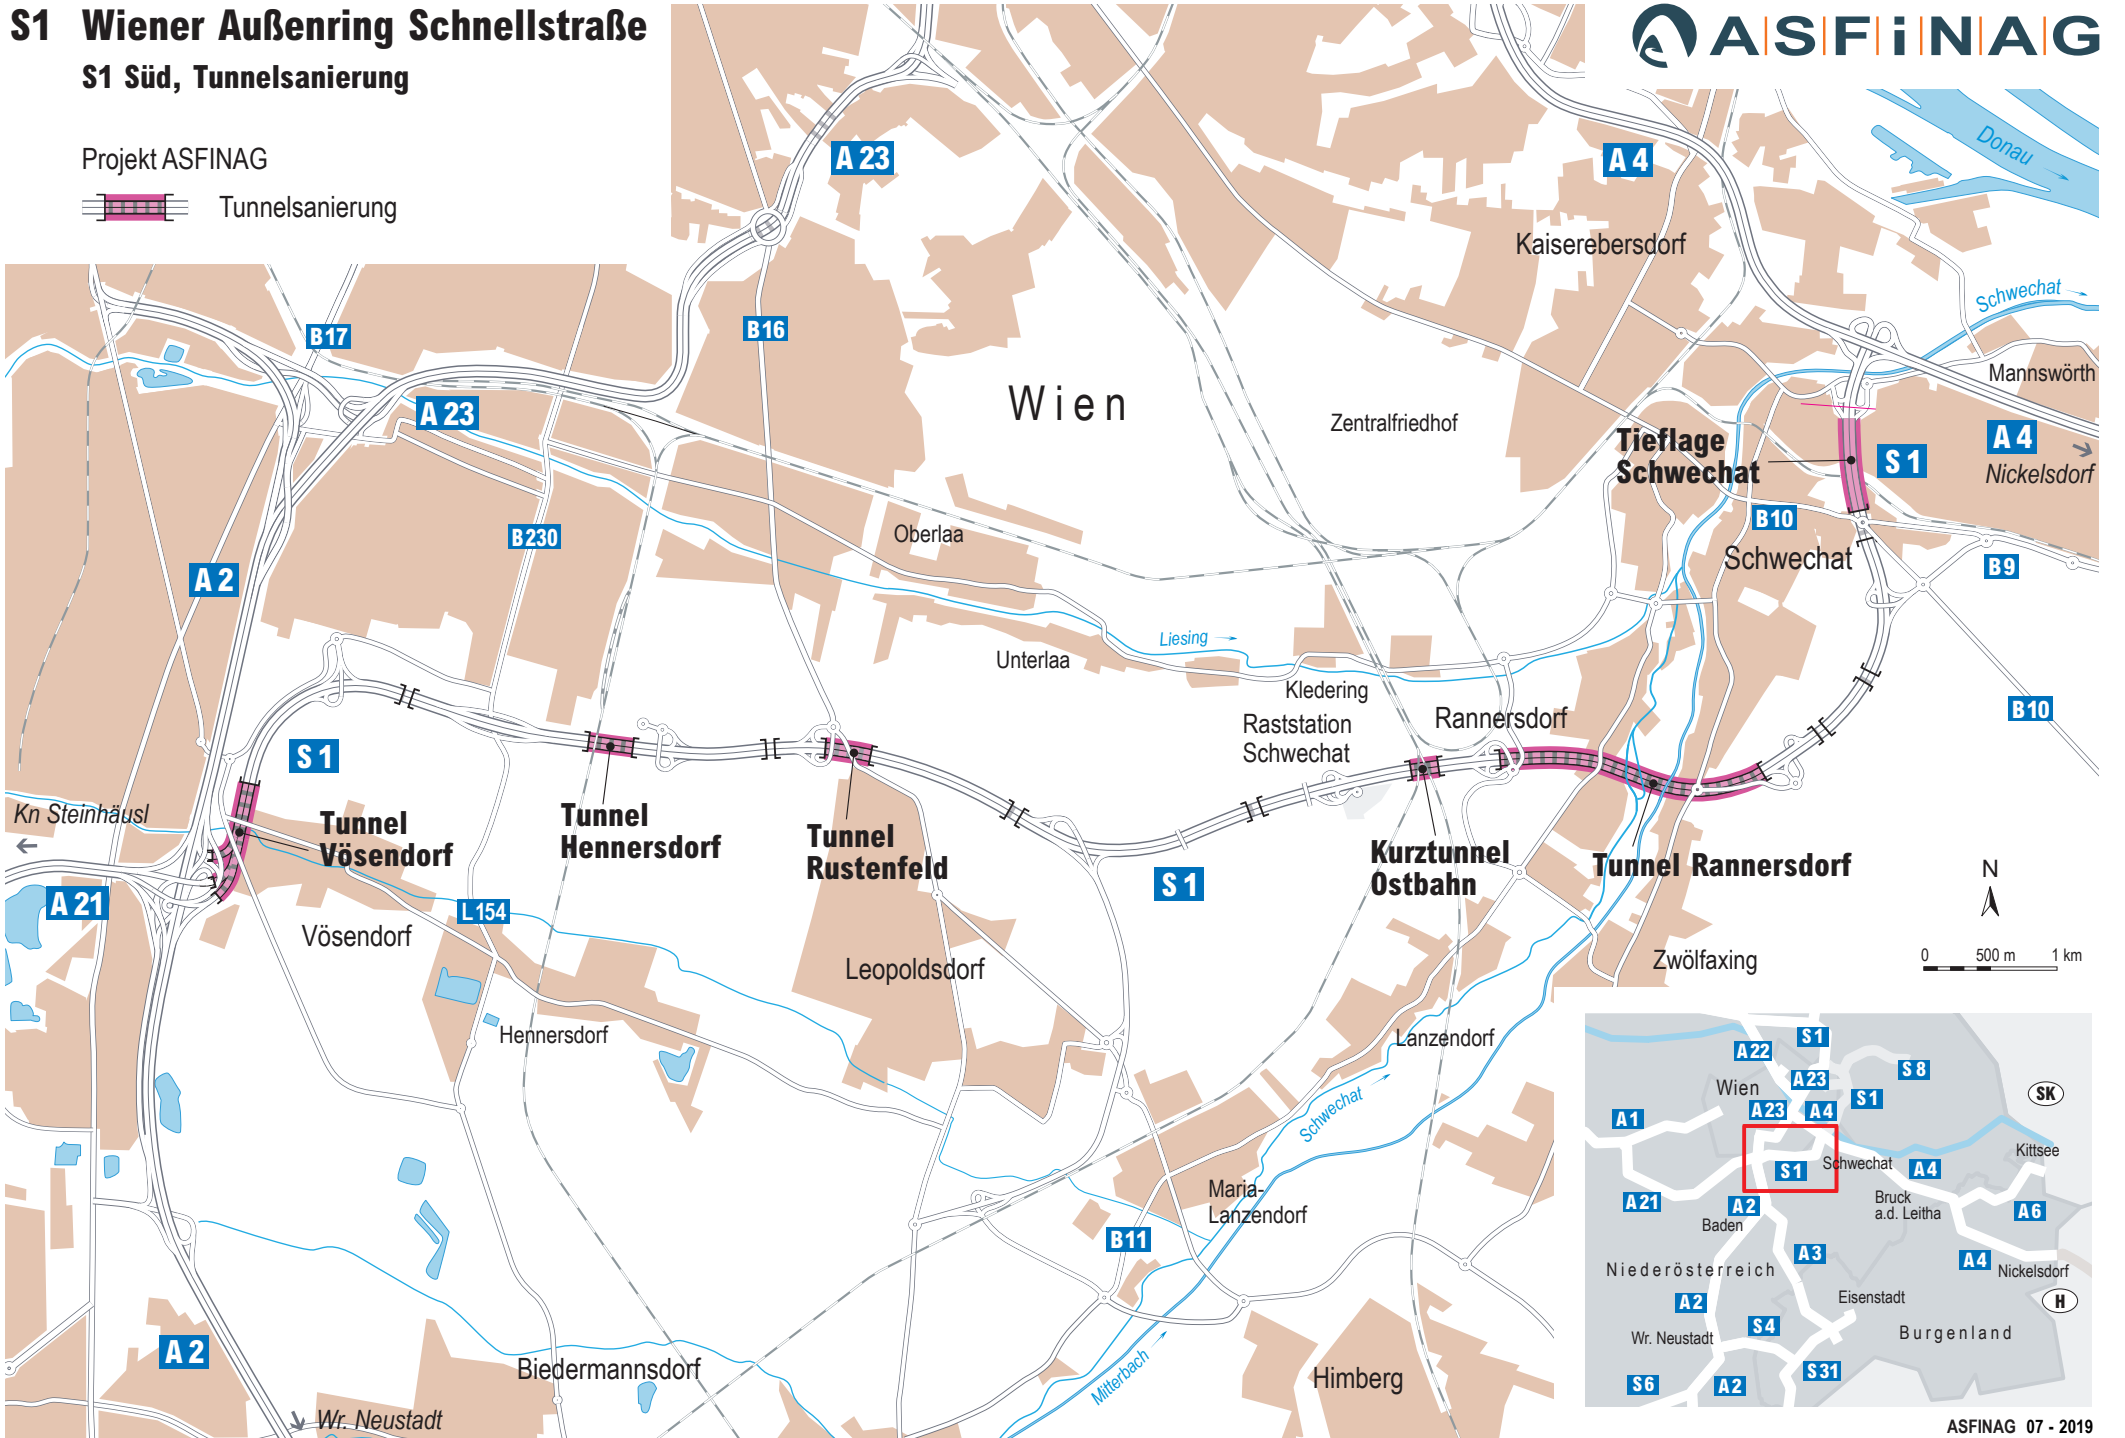 S1 Wiener Außenring Schnellstraße
S1 Süd, Tunnelsanierung
Projekt ASFINAG
Tunnelsanierung
ASFiNAG
A 23
A 4
Donau
Kaiserebersdorf
Schwechat
B17
B16
Mannswörth
Wien
A 23
Zentralfriedhof
Tieflage
Schwechat
S 1
A 4
Nickelsdorf
B10
B230
Oberlaa
Schwechat
B9
A 2
Liesing
Unterlaa
Kledering
Raststation
Schwechat
Rannersdorf
B10
S 1
Kn Steinhäusl
Tunnel
Vösendorf
Tunnel
Hennersdorf
Tunnel
Rustenfeld
Kurztunnel
Ostbahn
Tunnel Rannersdorf
S 1
A 21
L154
Vösendorf
Leopoldsdorf
Zwölfaxing
N
0 500 m 1 km
Hennersdorf
Lanzendorf
Schwechat
Maria-
Lanzendorf
B11
A 2
Biedermannsdorf
Mitterbach
Himberg
Wr. Neustadt
S1
A22
S 8
Wien
A23
SK
A1
A23
A4
S1
Kittsee
S1
Schwechat
A4
A21
A2
Bruck
a.d. Leitha
A6
Baden
A3
A4
Nickelsdorf
Niederösterreich
H
A2
Eisenstadt
S4
Wr. Neustadt
Burgenland
S6
A2
S31
ASFINAG 07 - 2019